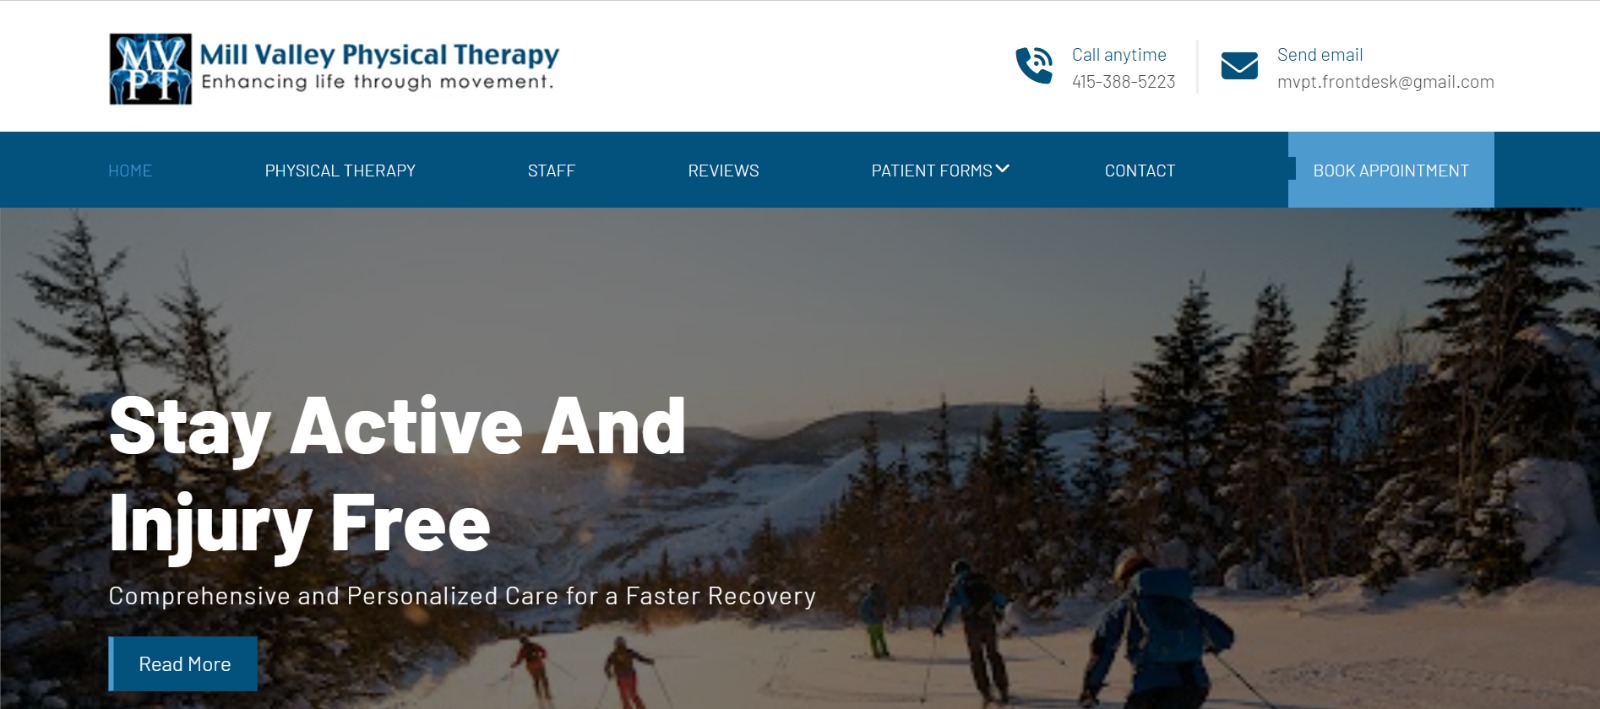 MV
PT
Mill Valley Physical Therapy
Enhancing life through movement.
Call anytime
415-388-5223
Send email
mvpt.frontdesk@gmail.com
HOME
PHYSICAL THERAPY
STAFF
REVIEWS
PATIENT FORMS
CONTACT
BOOK APPOINTMENT
Stay Active And
Injury Free
Comprehensive and Personalized Care for a Faster Recovery
Read More